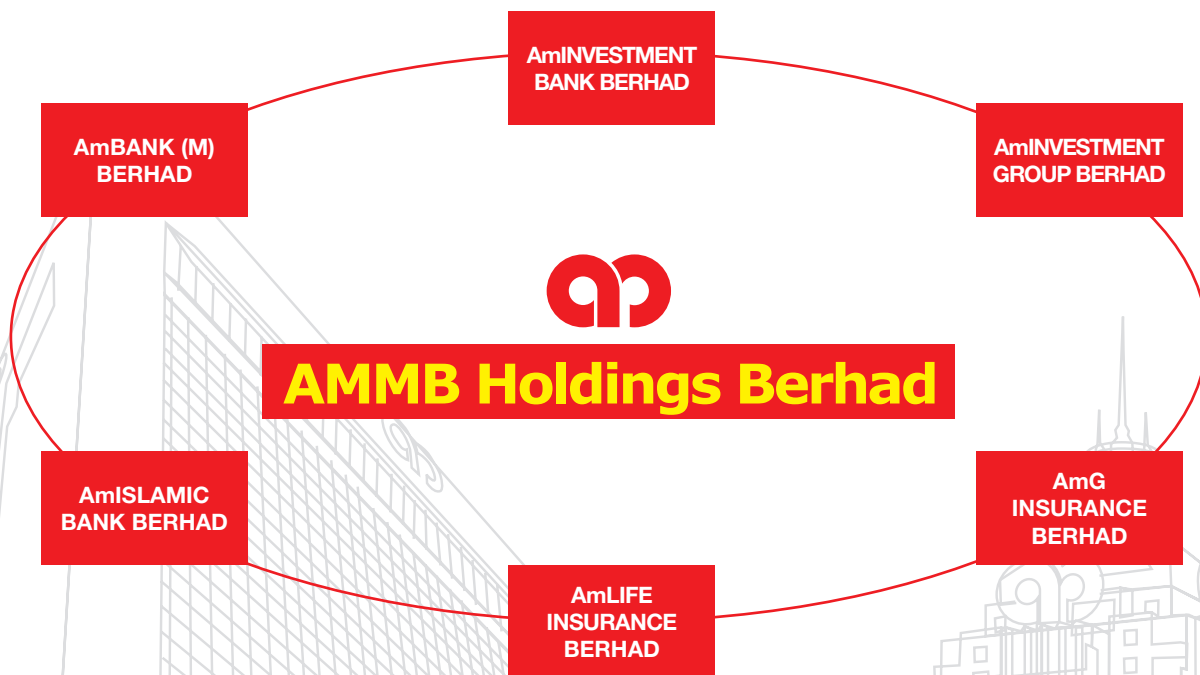 AmINVESTMENT
BANK BERHAD
AmBANK (M)
BERHAD
AmINVESTMENT
GROUP BERHAD
AMMB Holdings Berhad
AmISLAMIC
BANK BERHAD
AmG
INSURANCE
BERHAD
AmLIFE
INSURANCE
BERHAD